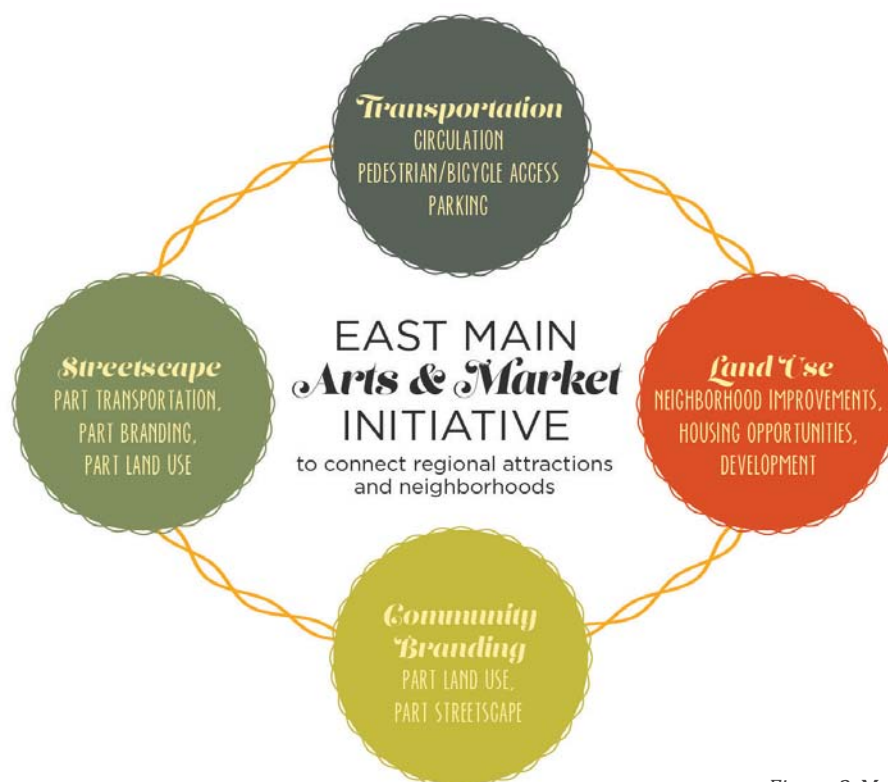 Transportation
CIRCULATION
PEDESTRIAN/BICYCLE ACCESS
PARKING
Streetscape
PART TRANSPORTATION,
PART BRANDING,
PART LAND USE
EAST MAIN
Arts & Market
INITIATIVE
to connect regional attractions
and neighborhoods
Land Use
NEIGHBORHOOD IMPROVEMENTS,
HOUSING OPPORTUNITIES,
DEVELOPMENT
Community
Branding
PART LAND USE,
PART STREETSCAPE